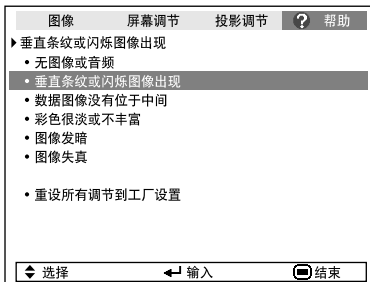 图像 屏幕调节 投影调节 ? 帮助
垂直条纹或闪烁图像出现
• 无图像或音频
• 垂直条纹或闪烁图像出现
• 数据图像没有位于中间
• 彩色很淡或不丰富
• 图像发暗
• 图像失真
• 重设所有调节到工厂设置
选择 输入 结束